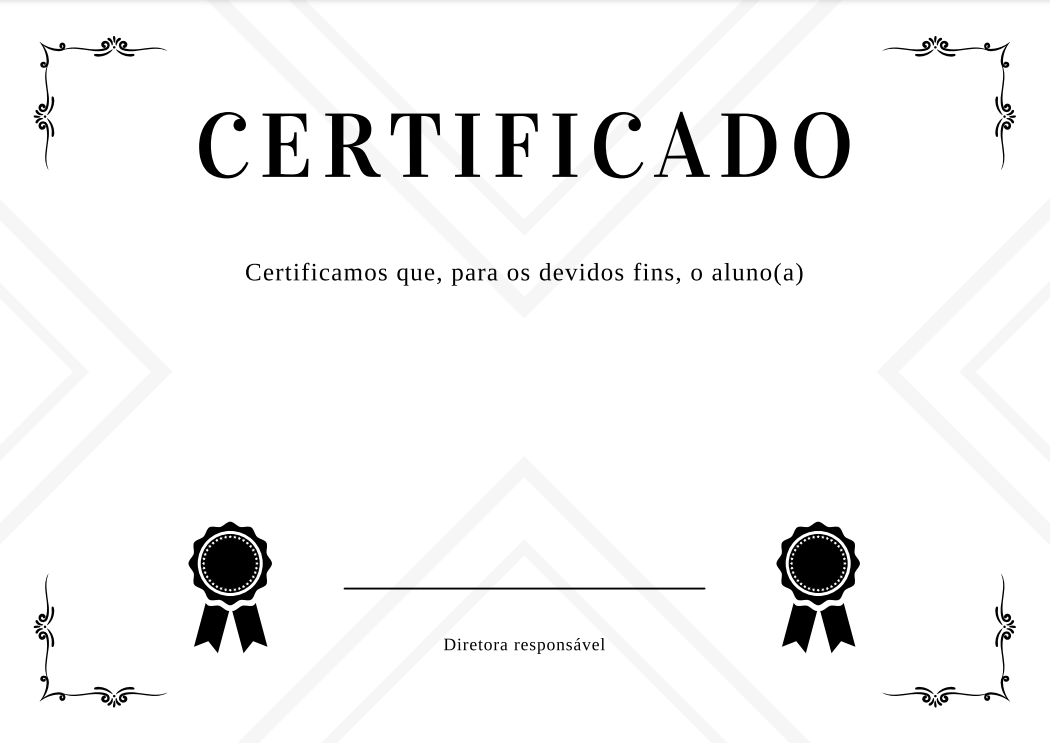 CERTIFICADO
Certificamos que, para os devidos fins, o aluno(a)
Diretora responsável